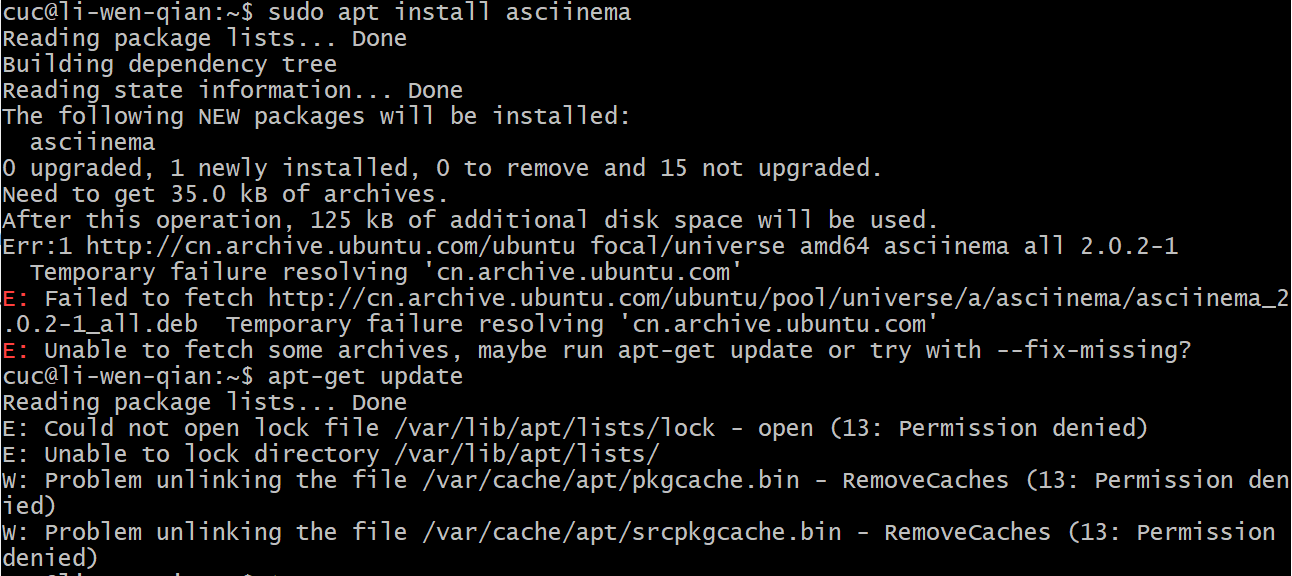 cuc@li-wen-qian:~$ sudo apt install asciinema
Reading package lists... Done
Building dependency tree
Reading state information... Done
The following NEW packages will be installed:
  asciinema
0 upgraded, 1 newly installed, 0 to remove and 15 not upgraded.
Need to get 35.0 kB of archives.
After this operation, 125 kB of additional disk space will be used.
Err:1 http://cn.archive.ubuntu.com/ubuntu focal/universe amd64 asciinema all 2.0.2-1
  Temporary failure resolving 'cn.archive.ubuntu.com'
E: Failed to fetch http://cn.archive.ubuntu.com/ubuntu/pool/universe/a/asciinema/asciinema_2
.0.2-1_all.deb  Temporary failure resolving 'cn.archive.ubuntu.com'
E: Unable to fetch some archives, maybe run apt-get update or try with --fix-missing?
cuc@li-wen-qian:~$ apt-get update
Reading package lists... Done
E: Could not open lock file /var/lib/apt/lists/lock - open (13: Permission denied)
E: Unable to lock directory /var/lib/apt/lists/
W: Problem unlinking the file /var/cache/apt/pkgcache.bin - RemoveCaches (13: Permission den
ied)
W: Problem unlinking the file /var/cache/apt/srcpkgcache.bin - RemoveCaches (13: Permission
denied)